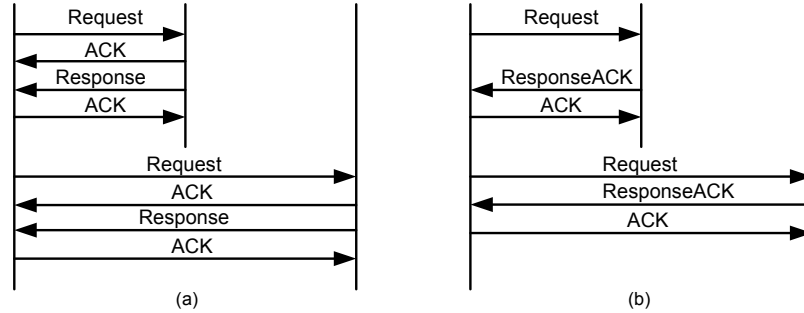 Request
ACK
Response
ACK
Request
ACK
Response
ACK
(a)
Request
ResponseACK
ACK
Request
ResponseACK
ACK
(b)